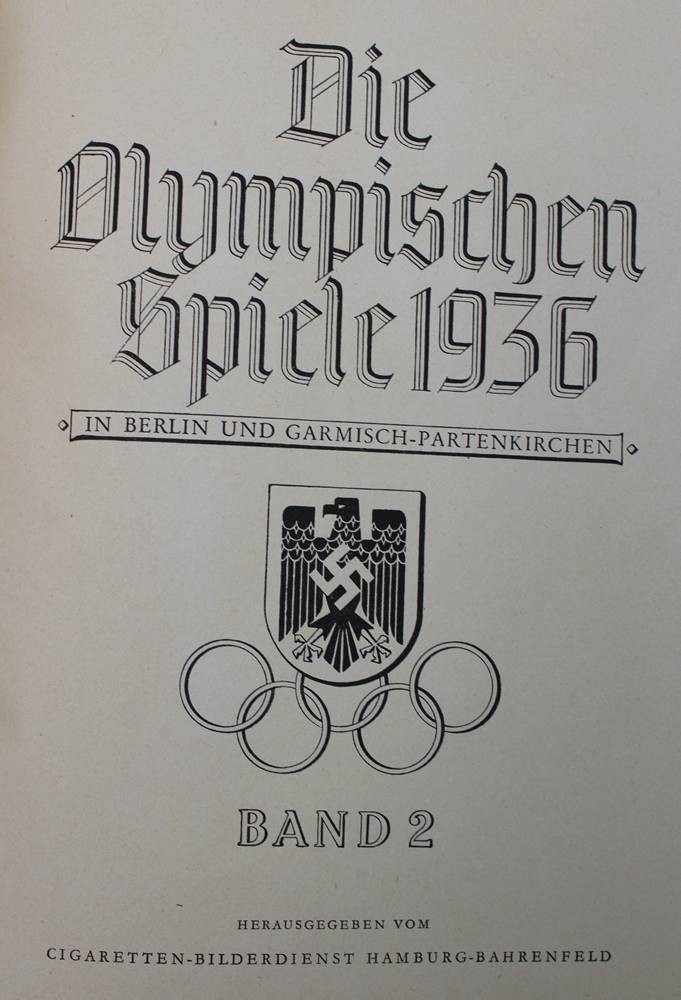 Die
Olympischen
Spiele 1936
IN BERLIN UND GARMISCH-PARTENKIRCHEN
BAND 2
HERAUSGEGEBEN VOM
CIGARETTEN-BILDERDIENST HAMBURG-BAHRENFELD